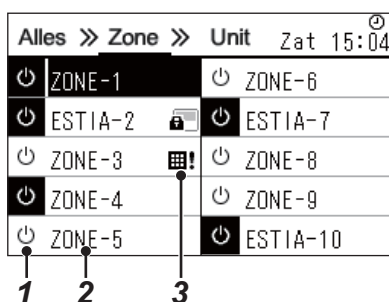 Alles >> Zone >> Unit Zat 15:04
ZONE-1
ESTIA-2
ZONE-3 !
ZONE-4
ZONE-5
ZONE-6
ESTIA-7
ZONE-8
ZONE-9
ESTIA-10
1 2 3